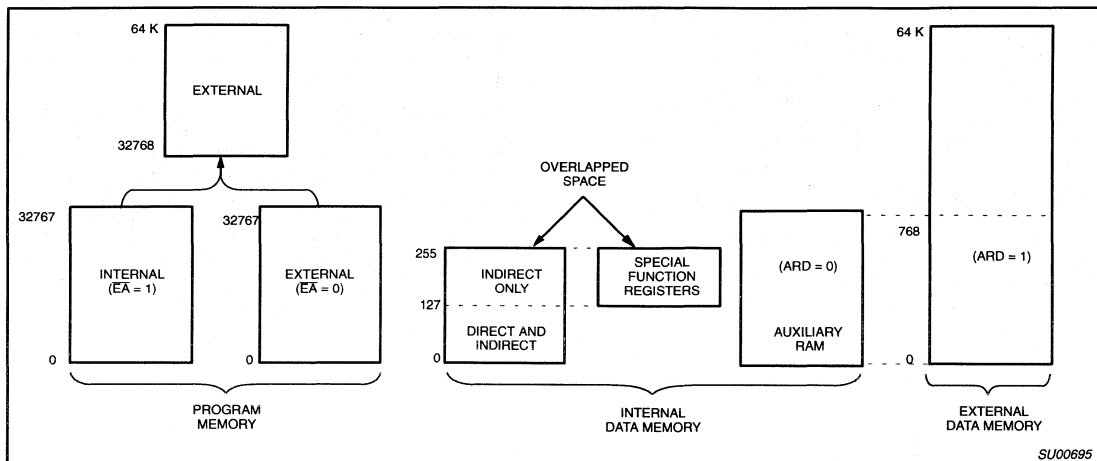 64 K
EXTERNAL
32768
32767
INTERNAL
(EA = 1)
32767
EXTERNAL
(EA = 0)
0
0
PROGRAM
MEMORY
OVERLAPPED
SPACE
255
INDIRECT
ONLY
127
DIRECT AND
INDIRECT
0
SPECIAL
FUNCTION
REGISTERS
(ARD = 0)
AUXILIARY
RAM
INTERNAL
DATA MEMORY
64 K
768
(ARD = 1)
0
EXTERNAL
DATA MEMORY
SU00695